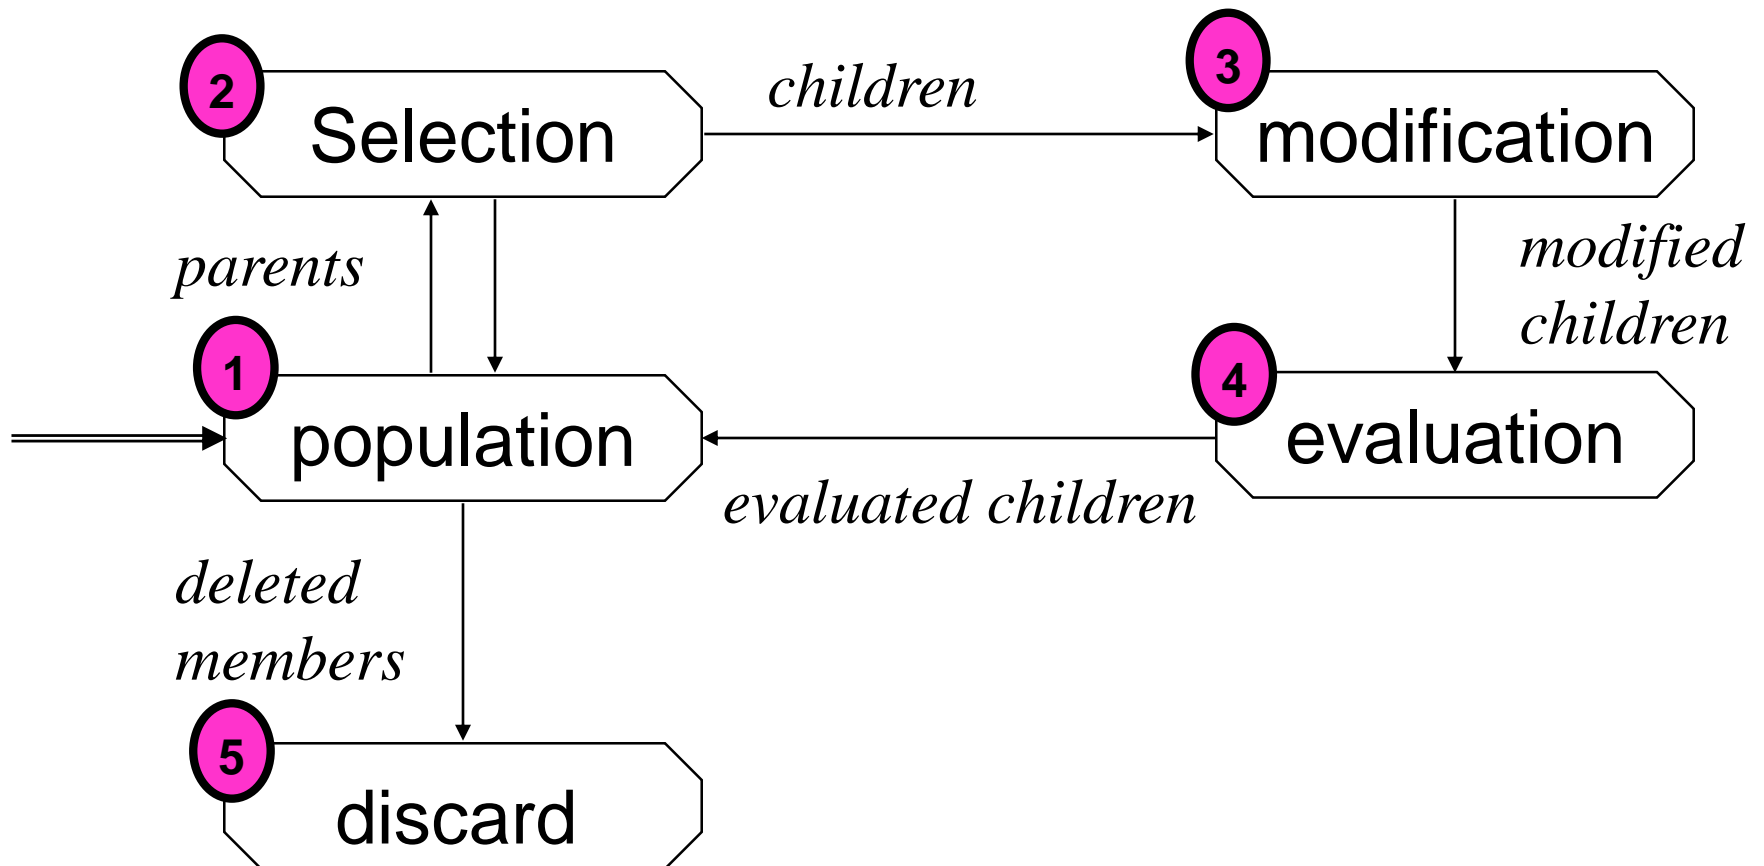 2
Selection
children
3
modification
parents
modified
children
1
population
4
evaluation
evaluated children
deleted
members
5
discard